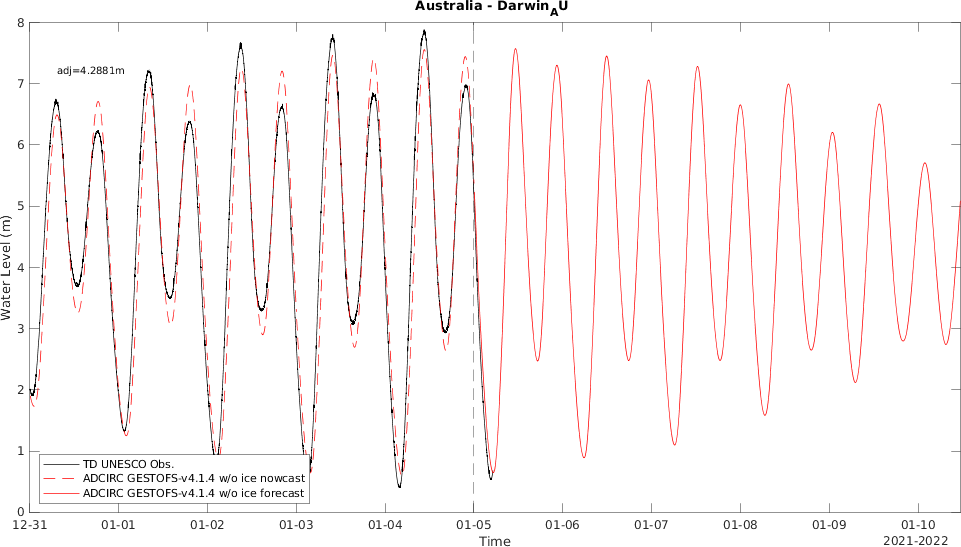 Australia - DarwinAU
8
7
6
5
4
3
2
1
0
Water Level (m)
adj=4.2881m
TD UNESCO Obs.
ADCIRC GESTOFS-v4.1.4 w/o ice nowcast
ADCIRC GESTOFS-v4.1.4 w/o ice forecast
12-31 01-01 01-02 01-03 01-04 01-05 01-06 01-07 01-08 01-09 01-10
Time
2021-2022